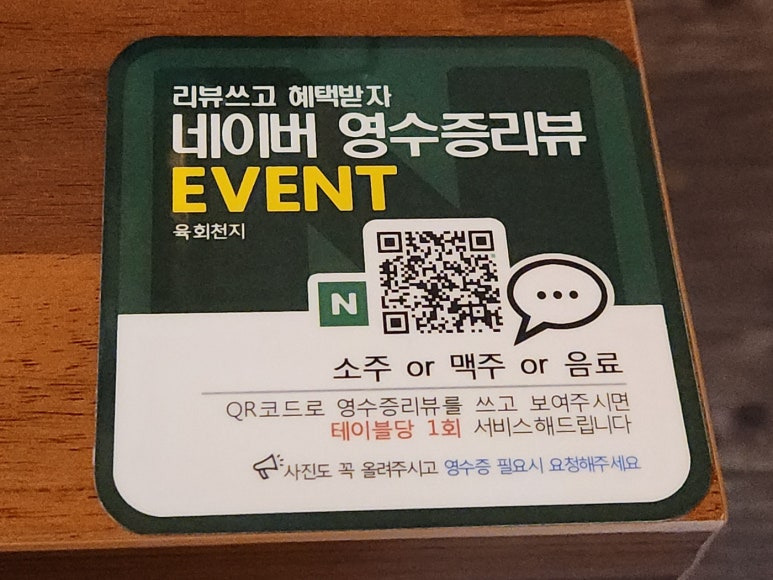 리뷰쓰고 혜택받자
네이버 영수증리뷰
EVENT
육회천지
N
소주 or 맥주 or 음료
QR코드로 영수증리뷰를 쓰고 보여주시면
테이블당 1회 서비스해드립니다
사진도 꼭 올려주시고 영수증 필요시 요청해주세요